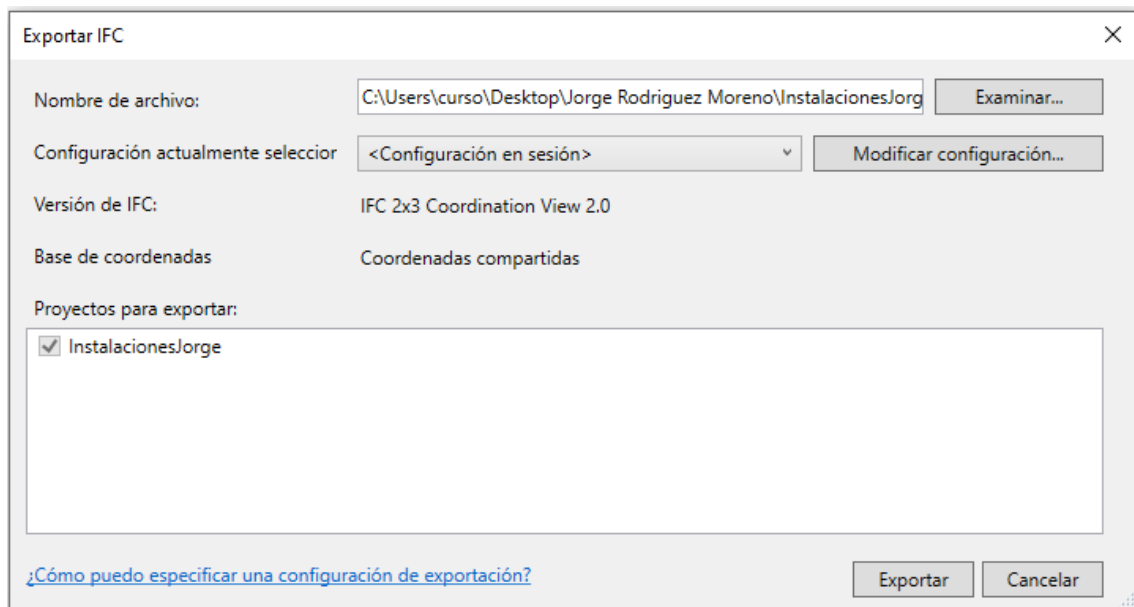 Exportar IFC
Nombre de archivo: C:\Users\curso\Desktop\Jorge Rodriguez Moreno\InstalacionesJorg Examinar...
Configuración actualmente seleccior <Configuración en sesión> Modificar configuración...
Versión de IFC: IFC 2x3 Coordination View 2.0
Base de coordenadas Coordenadas compartidas
Proyectos para exportar:
InstalacionesJorge
¿Cómo puedo especificar una configuración de exportación? Exportar Cancelar